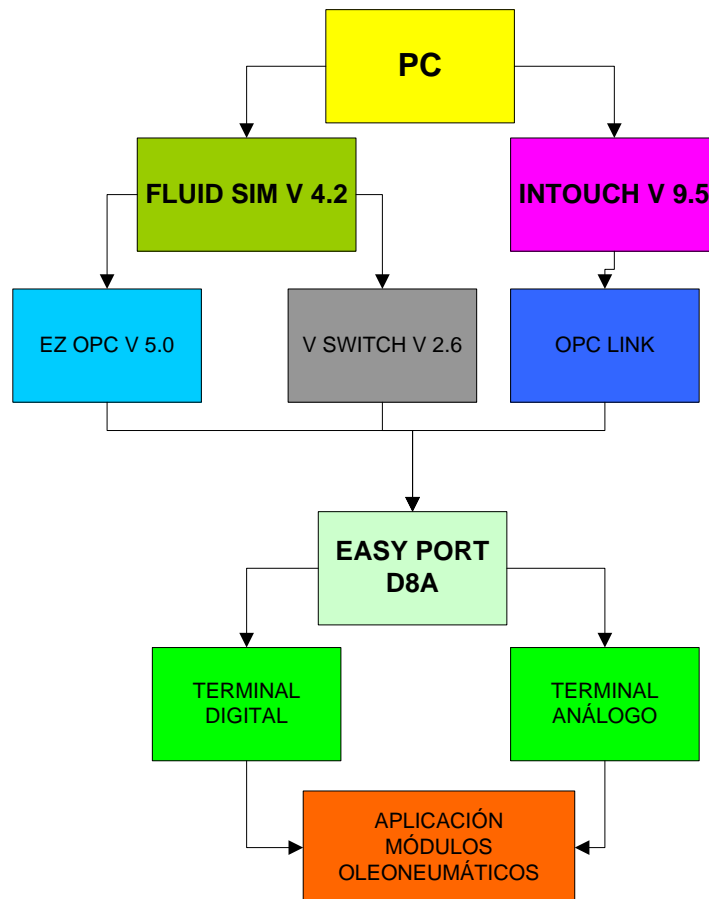 PC
FLUID SIM V 4.2
INTOUCH V 9.5
EZ OPC V 5.0
V SWITCH V 2.6
OPC LINK
EASY PORT
D8A
TERMINAL
DIGITAL
TERMINAL
ANÁLOGO
APLICACIÓN
MÓDULOS
OLEONEUMÁTICOS